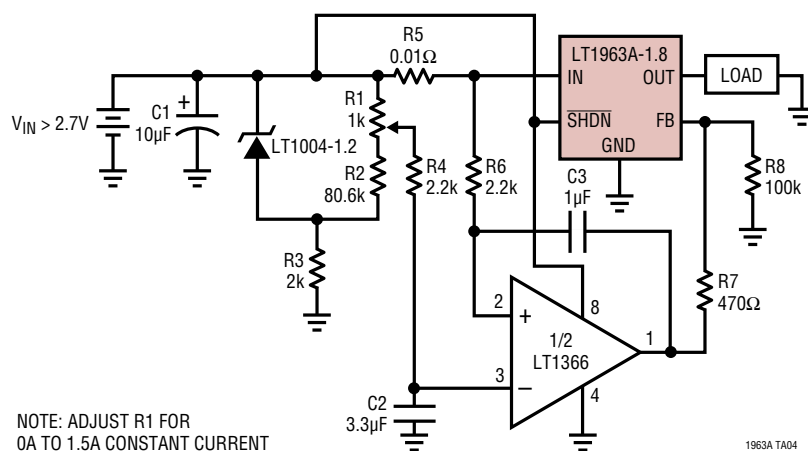 R5
0.01Ω
LT1963A-1.8
IN
OUT
LOAD
R1
1k
VIN > 2.7V
C1
+
10µF
LT1004-1.2
SHDN
FB
GND
R2
80.6k
R4
2.2k
R6
2.2k
C3
1µF
R8
100k
R3
2k
R7
470Ω
2
+
8
1/2
LT1366
1
3
–
4
C2
3.3µF
NOTE: ADJUST R1 FOR
0A TO 1.5A CONSTANT CURRENT
1963A TA04